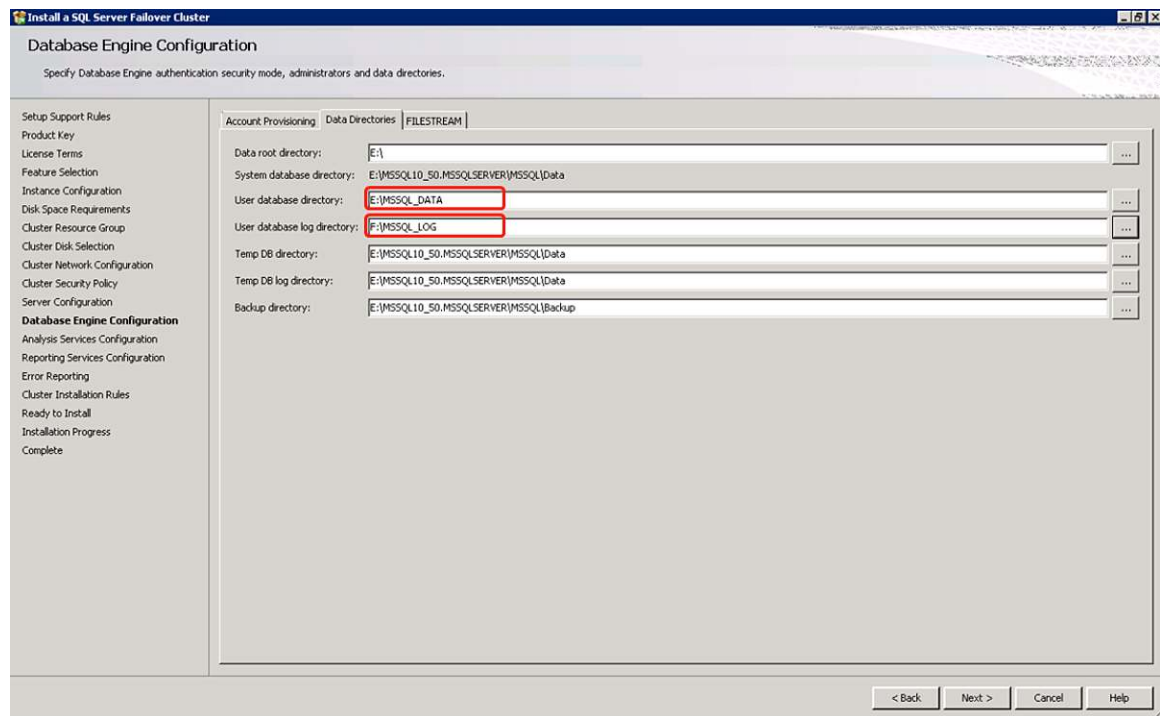 Install a SQL Server Failover Cluster
Database Engine Configuration
Specify Database Engine authentication security mode, administrators and data directories.
Setup Support Rules
Product Key
License Terms
Feature Selection
Instance Configuration
Disk Space Requirements
Cluster Resource Group
Cluster Disk Selection
Cluster Network Configuration
Cluster Security Policy
Server Configuration
Database Engine Configuration
Analysis Services Configuration
Reporting Services Configuration
Error Reporting
Cluster Installation Rules
Ready to Install
Installation Progress
Complete
Account Provisioning Data Directories FILESTREAM
Data root directory: E:\ ...
System database directory: E:\MSSQL10_50.MSSQLSERVER\MSSQL\Data
User database directory: E:\MSSQL_DATA ...
User database log directory: F:\MSSQL_LOG ...
Temp DB directory: E:\MSSQL10_50.MSSQLSERVER\MSSQL\Data ...
Temp DB log directory: E:\MSSQL10_50.MSSQLSERVER\MSSQL\Data ...
Backup directory: E:\MSSQL10_50.MSSQLSERVER\MSSQL\Backup ...
< Back Next > Cancel Help